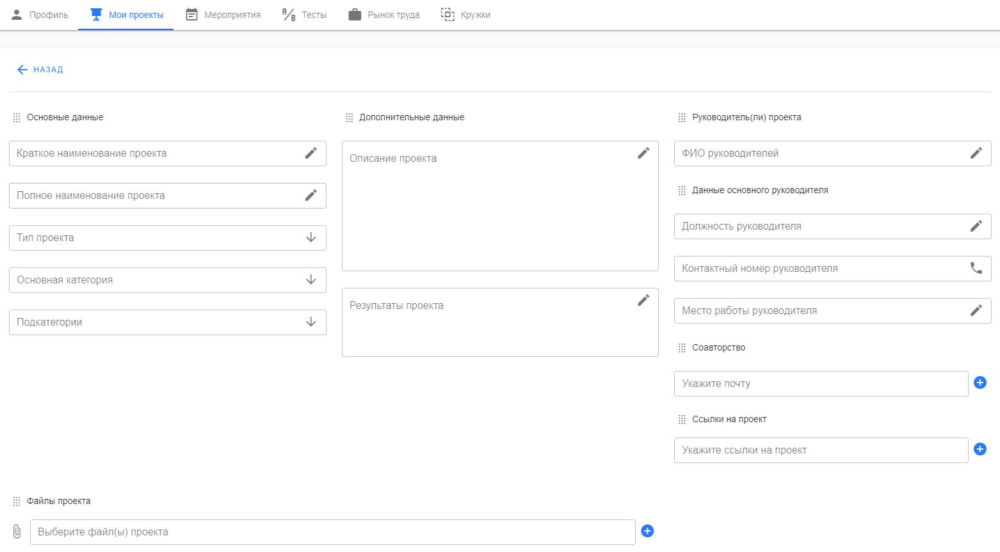 Профиль
Мои проекты
Мероприятия
A/B
Тесты
Рынок труда
Кружки
НАЗАД
Основные данные
Краткое наименование проекта
Полное наименование проекта
Тип проекта
Основная категория
Подкатегории
Дополнительные данные
Описание проекта
Результаты проекта
Руководитель(ли) проекта
ФИО руководителей
Данные основного руководителя
Должность руководителя
Контактный номер руководителя
Место работы руководителя
Соавторство
Укажите почту
Ссылки на проект
Укажите ссылки на проект
Файлы проекта
Выберите файл(ы) проекта